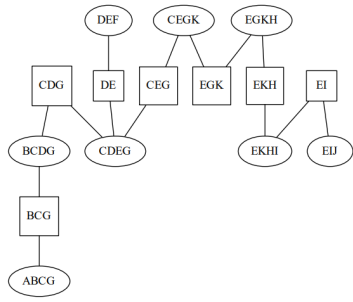 DEF CEGK EGKH
CDG DE CEG EGK EKH EI
BCDG CDEG EKHI EIJ
BCG
ABCG